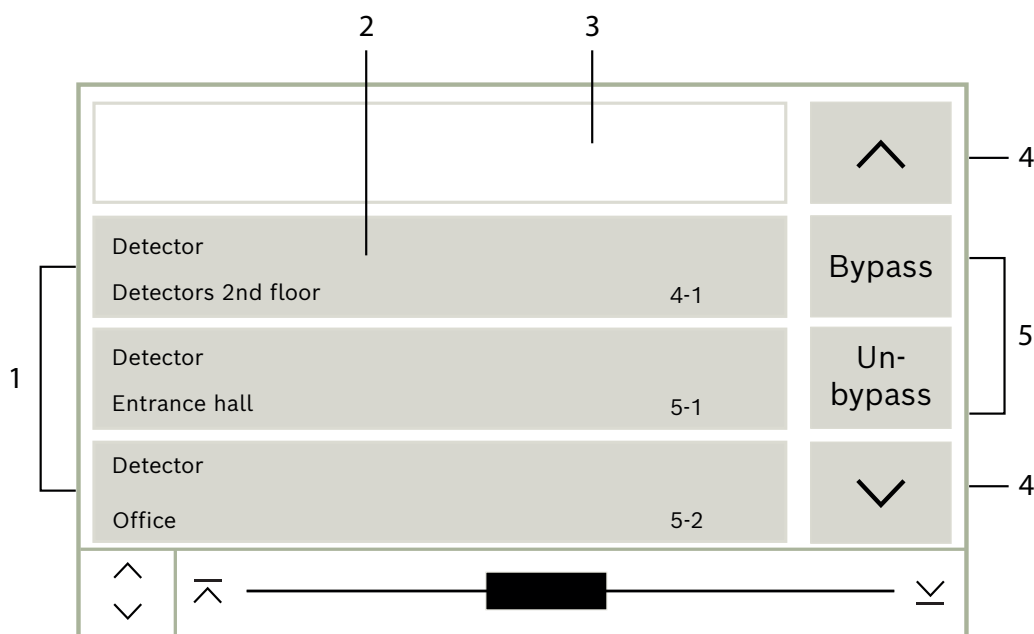 2 3
4
Detector
Detectors 2nd floor 4-1
Bypass
1
Detector
Entrance hall 5-1
Un-
bypass
5
Detector
Office 5-2
4